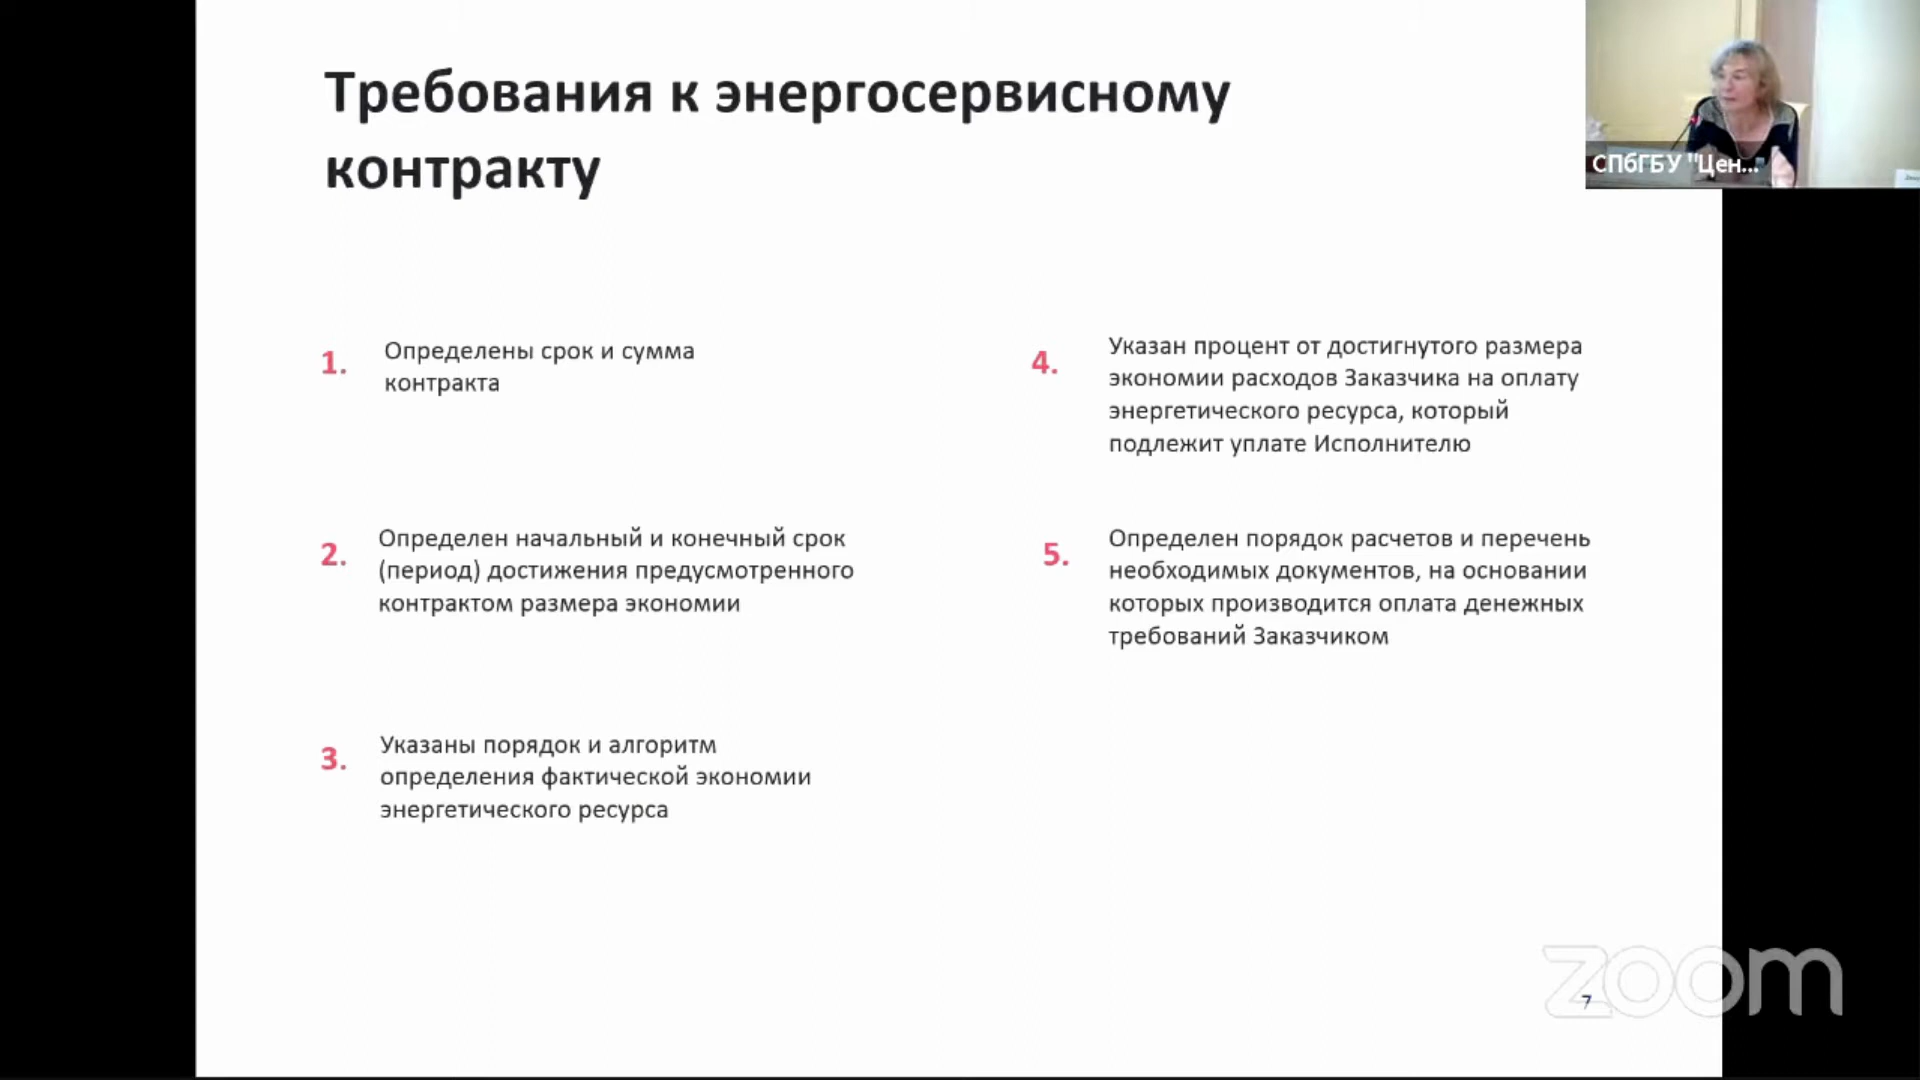 Требования к энергосервисному
контракту
СПбГБУ "Цен...
1.
Определены срок и сумма
контракта
2.
Определен начальный и конечный срок
(период) достижения предусмотренного
контрактом размера экономии
3.
Указаны порядок и алгоритм
определения фактической экономии
энергетического ресурса
4.
Указан процент от достигнутого размера
экономии расходов Заказчика на оплату
энергетического ресурса, который
подлежит уплате Исполнителю
5.
Определен порядок расчетов и перечень
необходимых документов, на основании
которых производится оплата денежных
требований Заказчиком
7
zoom